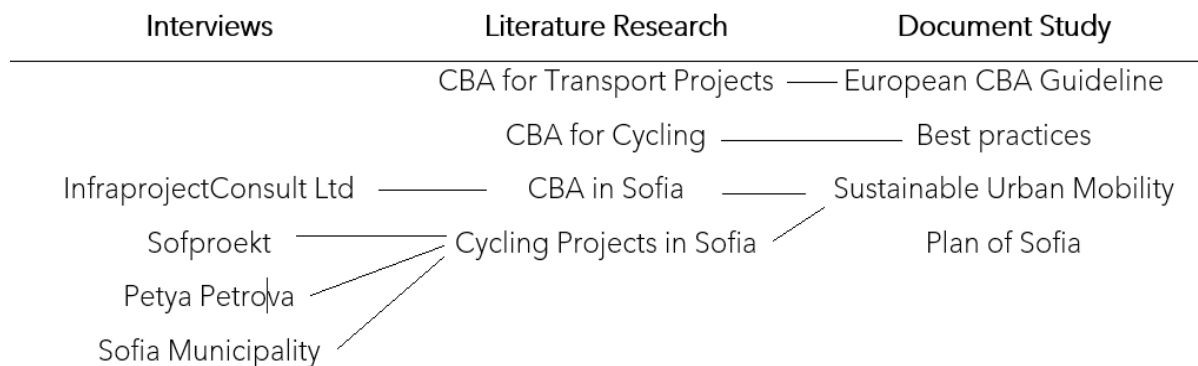 Interviews Literature Research Document Study
CBA for Transport Projects European CBA Guideline
CBA for Cycling Best practices
InfraprojectConsult Ltd CBA in Sofia Sustainable Urban Mobility
Sofproekt Cycling Projects in Sofia Plan of Sofia
Petya Petrova
Sofia Municipality